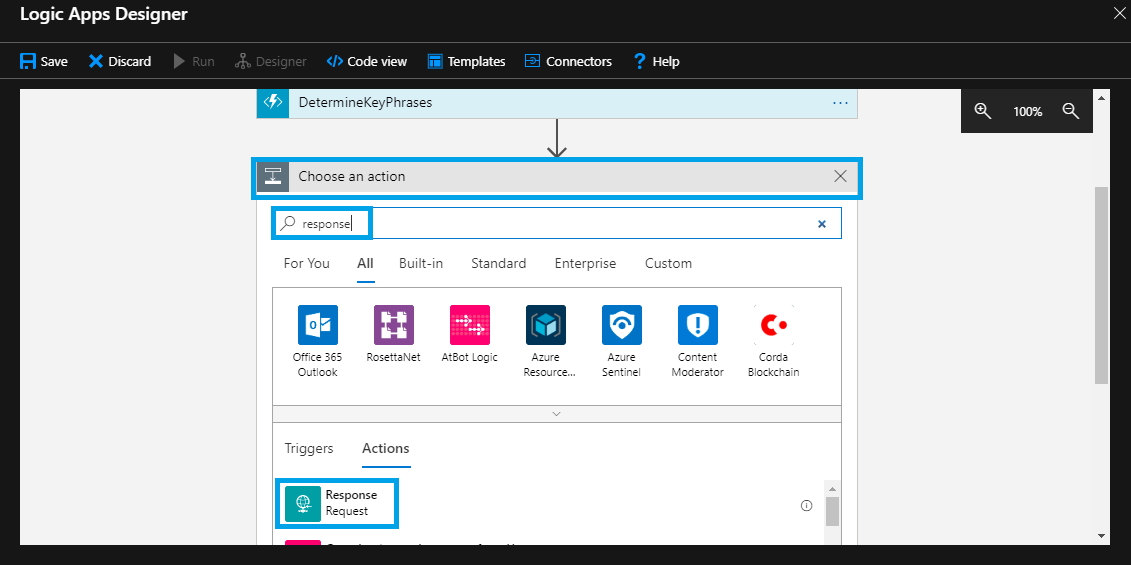 Logic Apps Designer
Save Discard Run Designer Code view Templates Connectors Help
DetermineKeyPhrases
100%
Choose an action
response
For You All Built-in Standard Enterprise Custom
Office 365 Outlook
RosettaNet
AtBot Logic
Azure Resource...
Azure Sentinel
Content Moderator
Corda Blockchain
Triggers Actions
Response
Request